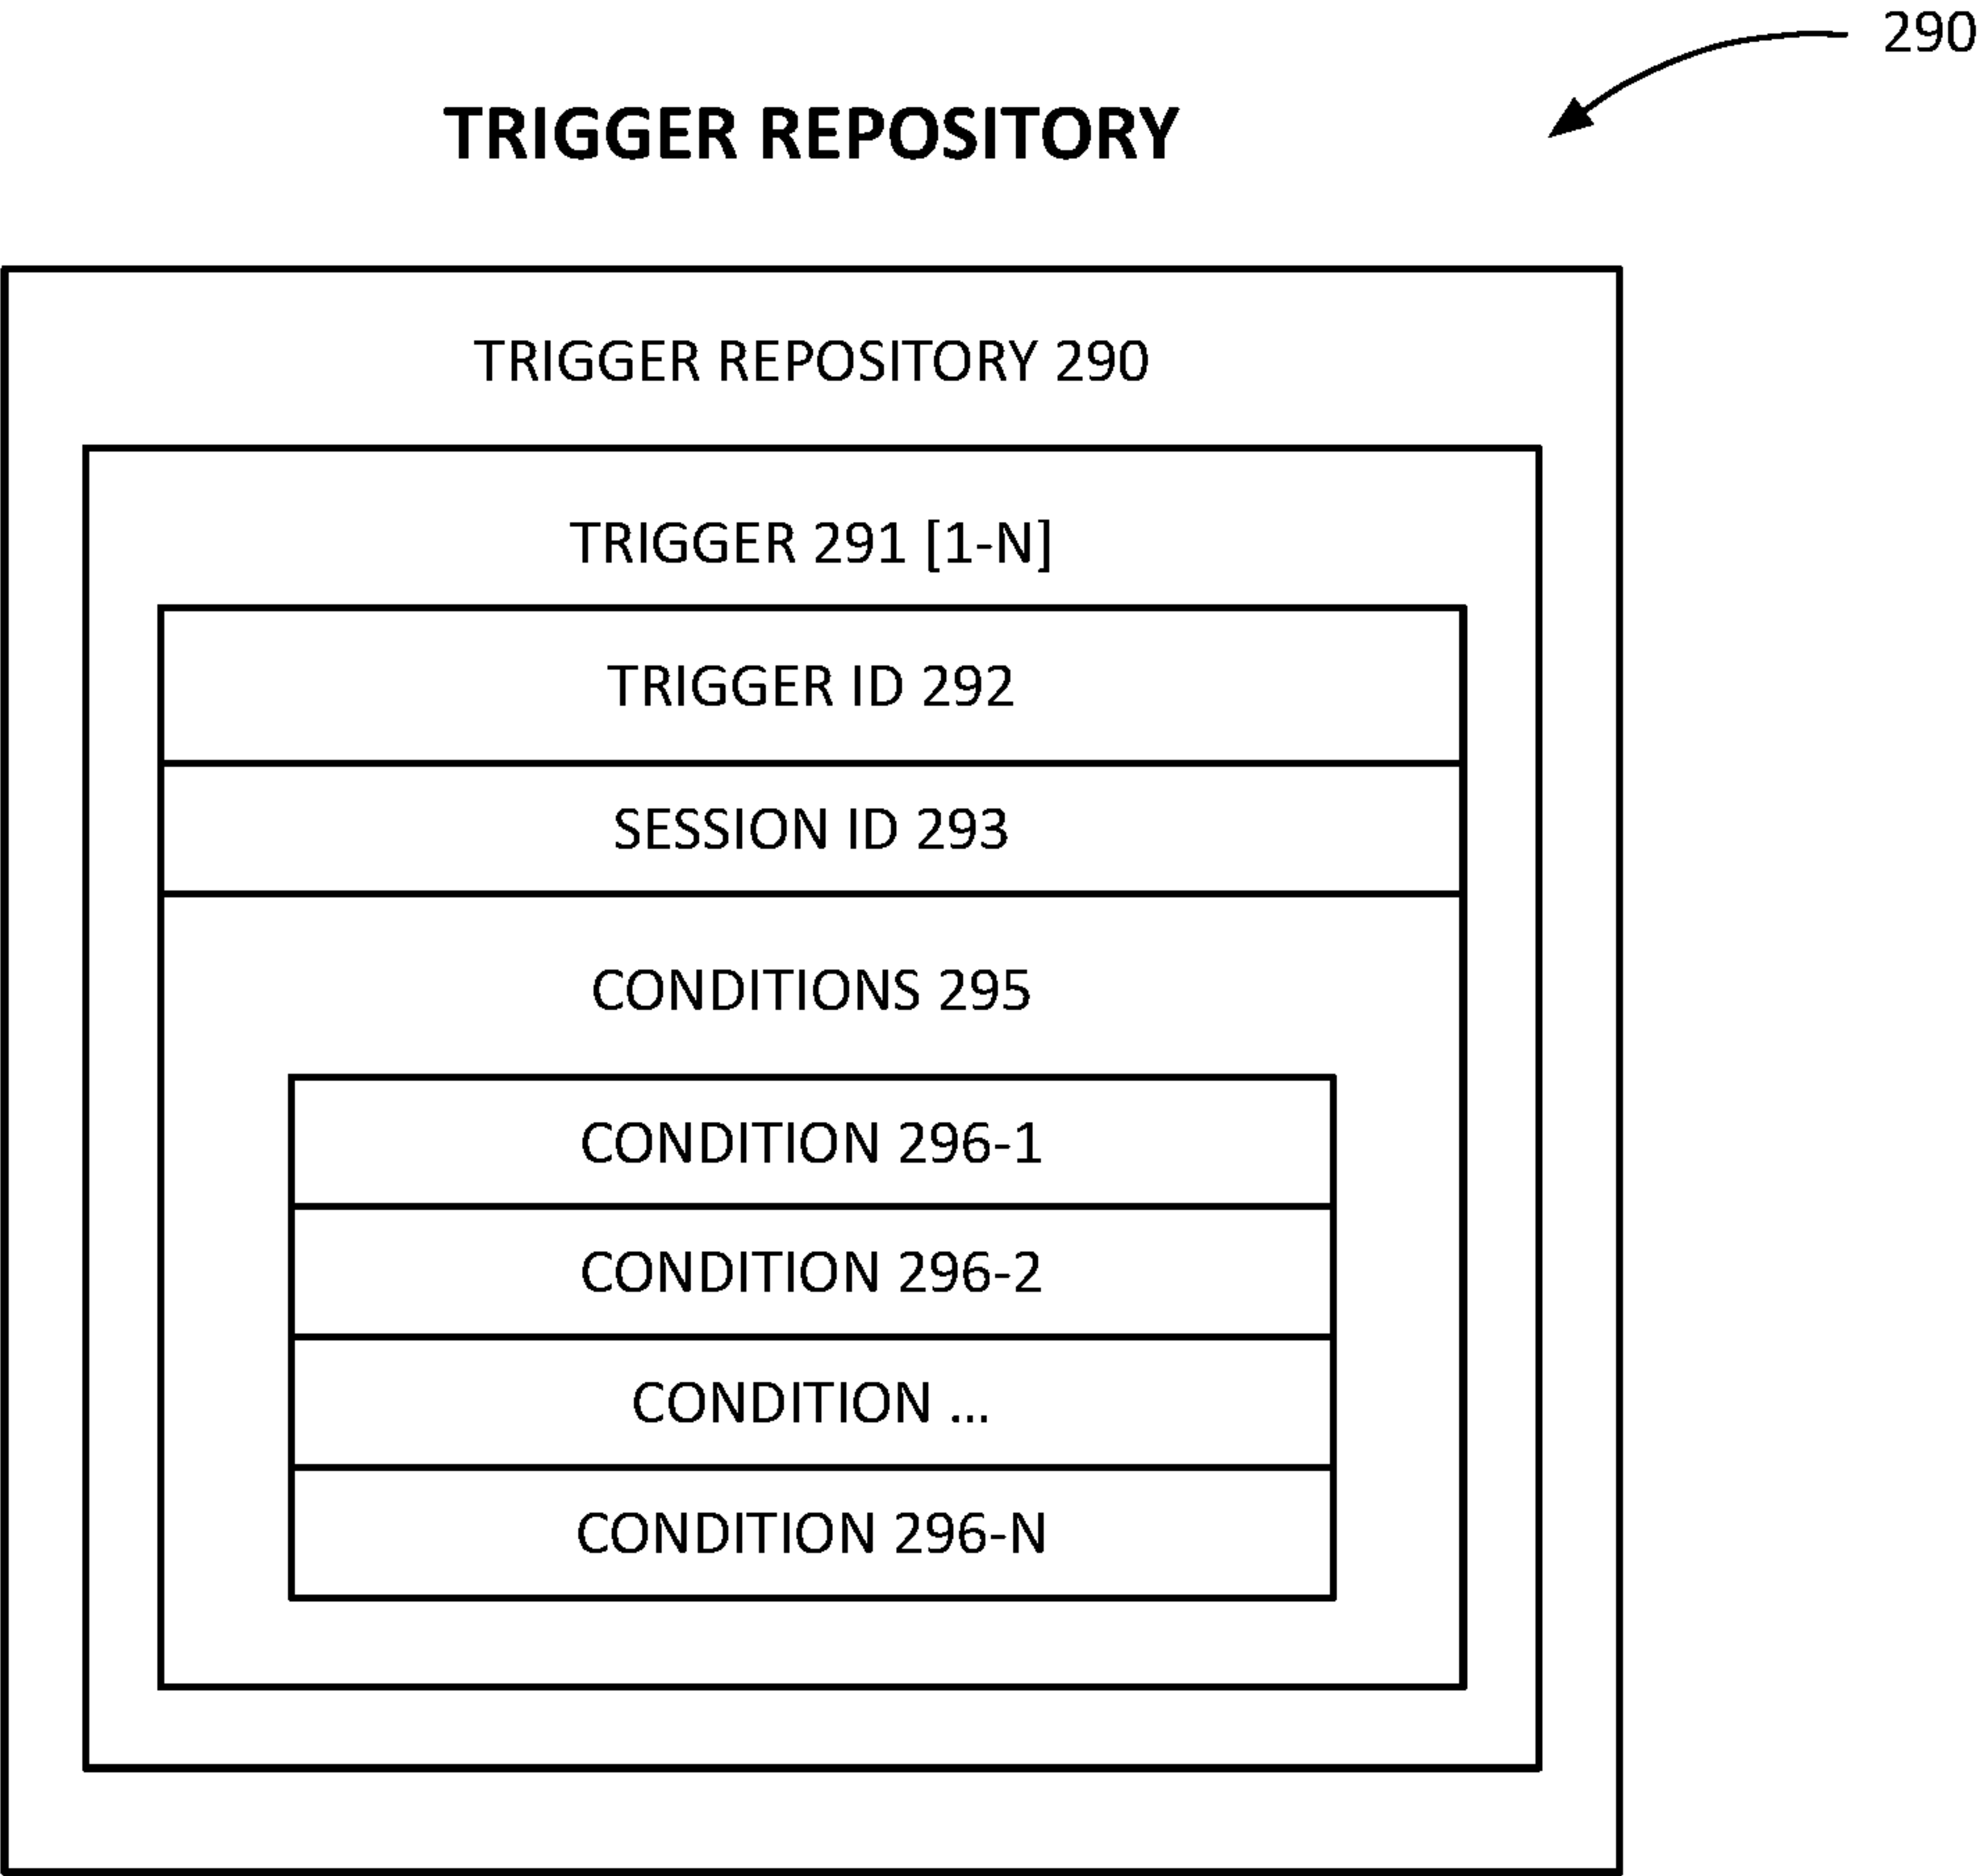 290
TRIGGER REPOSITORY
TRIGGER REPOSITORY 290
TRIGGER 291 [1-N]
TRIGGER ID 292
SESSION ID 293
CONDITIONS 295
CONDITION 296-1
CONDITION 296-2
CONDITION ...
CONDITION 296-N